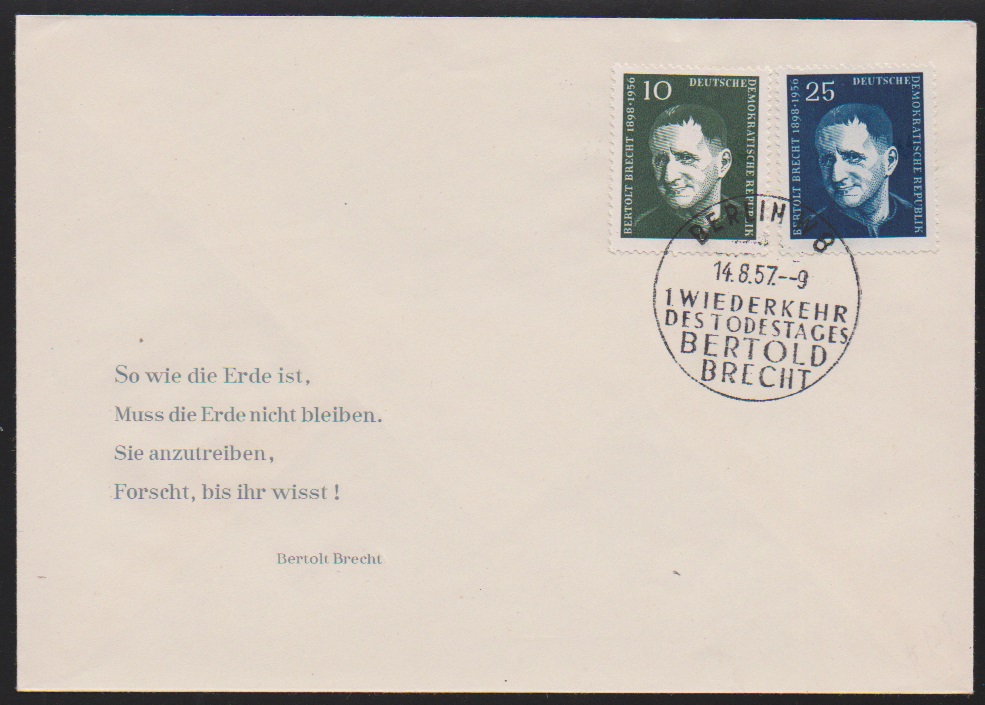 10 DEUTSCHE
DEMOKRATISCHE REPUBLIK
BERTOLT BRECHT 1898·1956
25 DEUTSCHE
DEMOKRATISCHE REPUBLIK
BERTOLT BRECHT 1898·1956
BERLIN W 8
14.8.57.--9
1. WIEDERKEHR
DES TODESTAGES
BERTOLD
BRECHT
So wie die Erde ist,
Muss die Erde nicht bleiben.
Sie anzutreiben,
Forscht, bis ihr wisst !
Bertolt Brecht